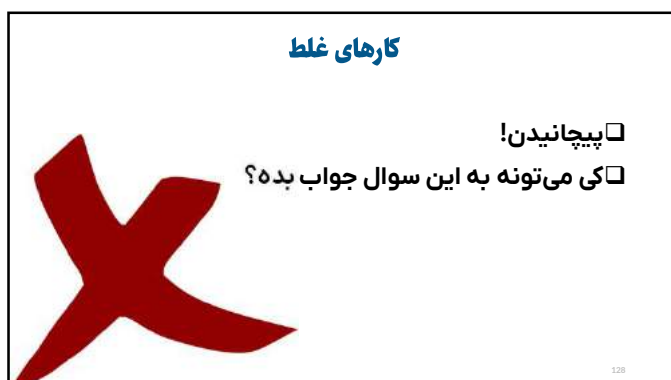 کارهای غلط
❑پیچانیدن!
❑کی می‌تونه به این سوال جواب بده؟
128